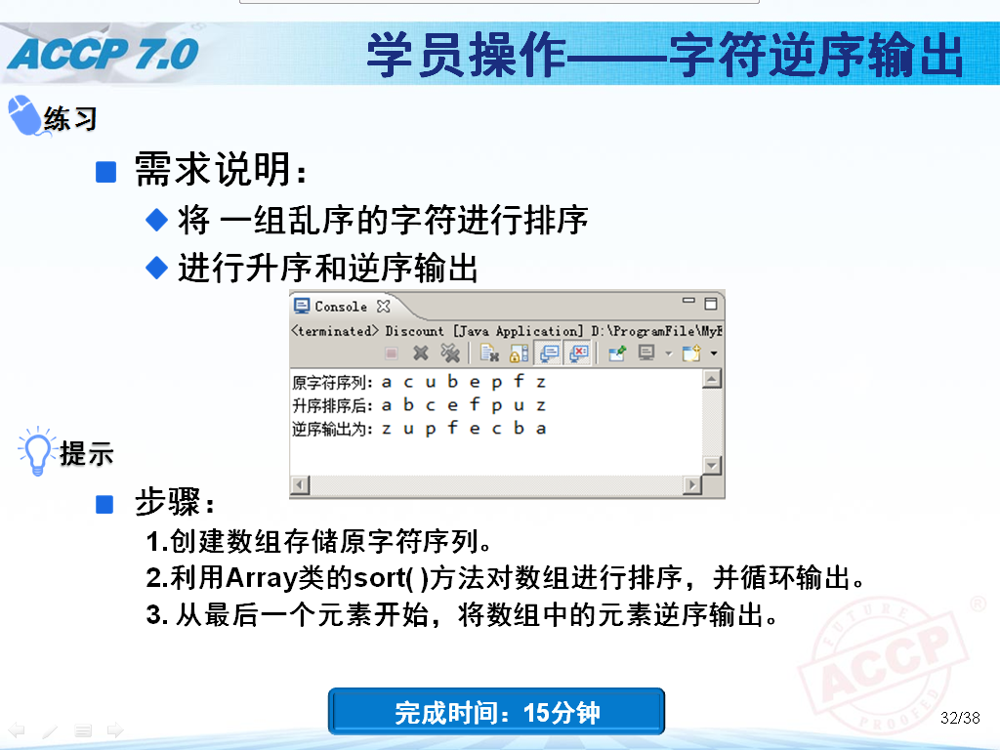 ACCP 7.0
学员操作——字符逆序输出
练习
需求说明：
将 一组乱序的字符进行排序
进行升序和逆序输出
Console
<terminated> Discount [Java Application] D:\ProgramFile\MyE
原字符序列: a c u b e p f z
升序排序后: a b c e f p u z
逆序输出为: z u p f e c b a
提示
步骤：
1.创建数组存储原字符序列。
2.利用Array类的sort( )方法对数组进行排序，并循环输出。
3. 从最后一个元素开始，将数组中的元素逆序输出。
FUTURE
ACCP
PROOFED
®
完成时间：15分钟
32/38